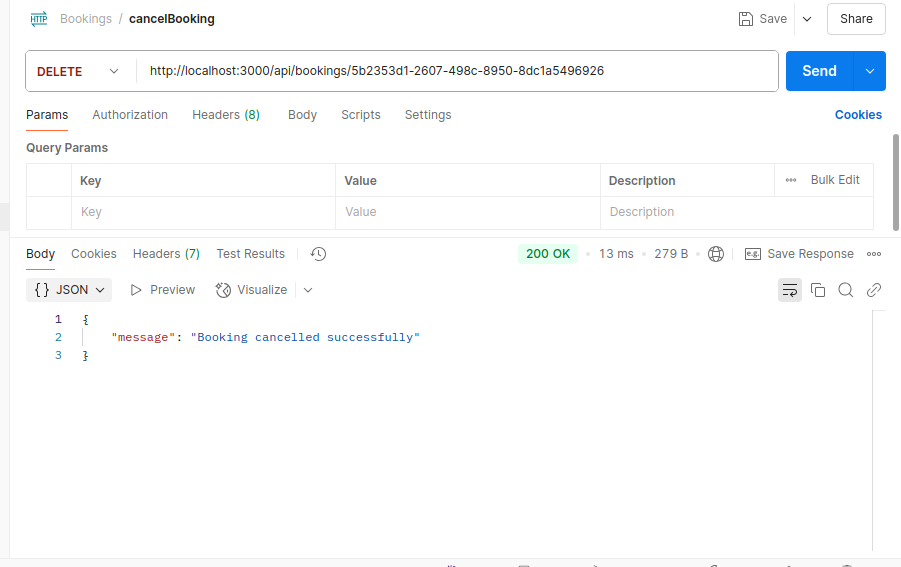 HTTP Bookings / cancelBooking Save Share
DELETE http://localhost:3000/api/bookings/5b2353d1-2607-498c-8950-8dc1a5496926 Send
Params Authorization Headers (8) Body Scripts Settings Cookies
Query Params
Key Value Description Bulk Edit
Key Value Description
Body Cookies Headers (7) Test Results 200 OK • 13 ms • 279 B • e.g. Save Response
{} JSON Preview Visualize
1 {
2 "message": "Booking cancelled successfully"
3 }